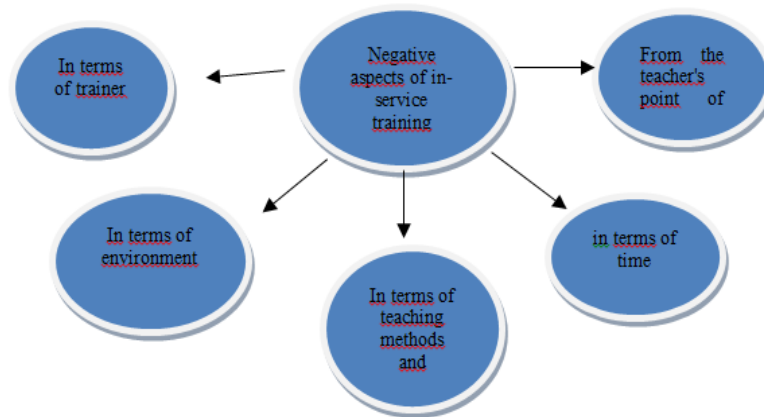 In terms
of trainer
Negative
aspects of in-
service
training
From the
teacher's
point of
In terms of
environment
In terms of
teaching
methods
and
in terms of
time